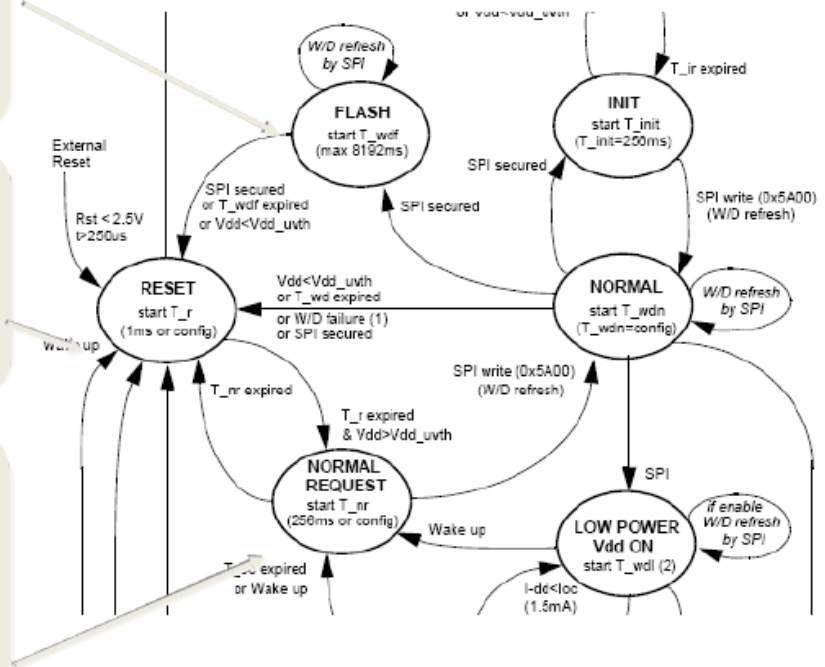 W/D refresh
by SPI
FLASH
start T_wdf
(max 8192ms)
T_ir expired
INIT
start T_init
(T_init=256ms)
External
Reset
Rst < 2.5V
t>250us
SPI secured
or T_wdf expired
or Vdd<Vdd_uvth
SPI secured
SPI secured
SPI write (0x5A00)
(W/D refresh)
RESET
start T_r
(1ms or config)
Vdd<Vdd_uvth
or T_wd expired
or W/D failure (1)
or SPI secured
NORMAL
start T_wdn
(T_wdn=config)
W/D refresh
by SPI
Wake up
T_nr expired
T_r expired
& Vdd>Vdd_uvth
SPI write (0x5A00)
(W/D refresh)
NORMAL
REQUEST
start T_nr
(256ms or config)
SPI
Wake up
LOW POWER
Vdd ON
start T_wdl (2)
if enable
W/D refresh
by SPI
expired
or Wake up
I-dd<Ioc
(1.5mA)